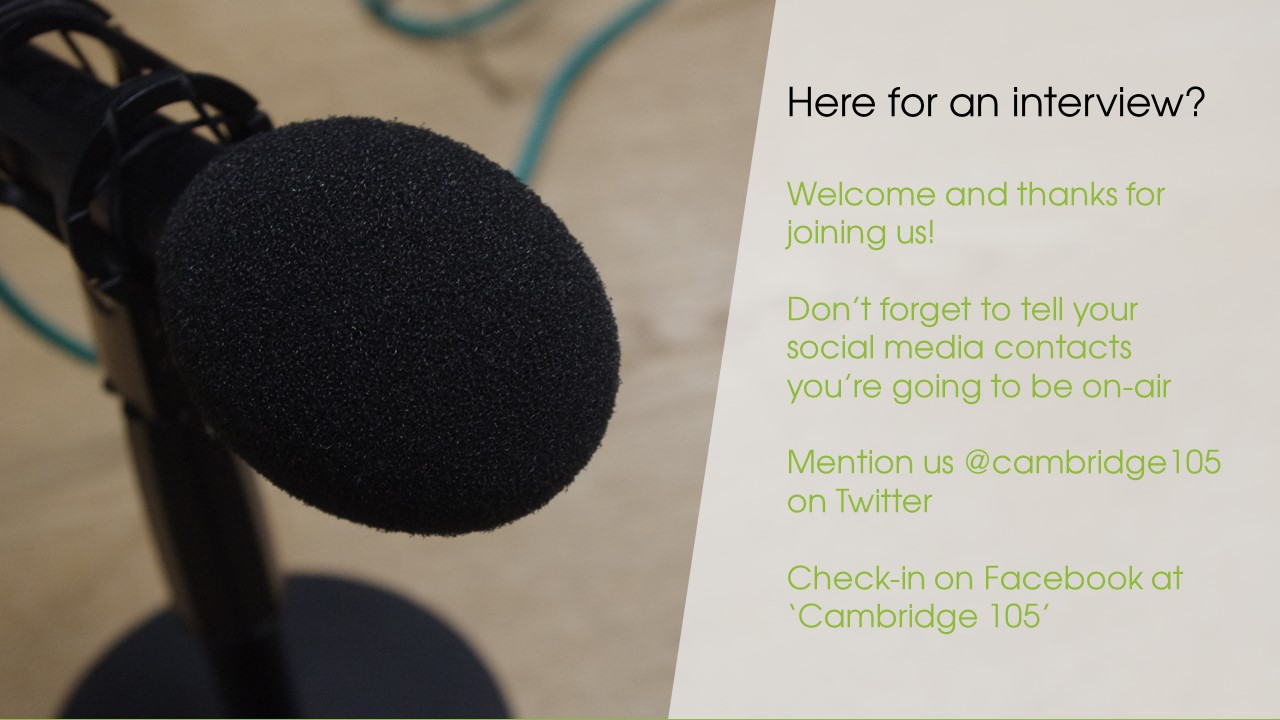 Here for an interview?
Welcome and thanks for
joining us!
Don’t forget to tell your
social media contacts
you’re going to be on-air
Mention us @cambridge105
on Twitter
Check-in on Facebook at
‘Cambridge 105’